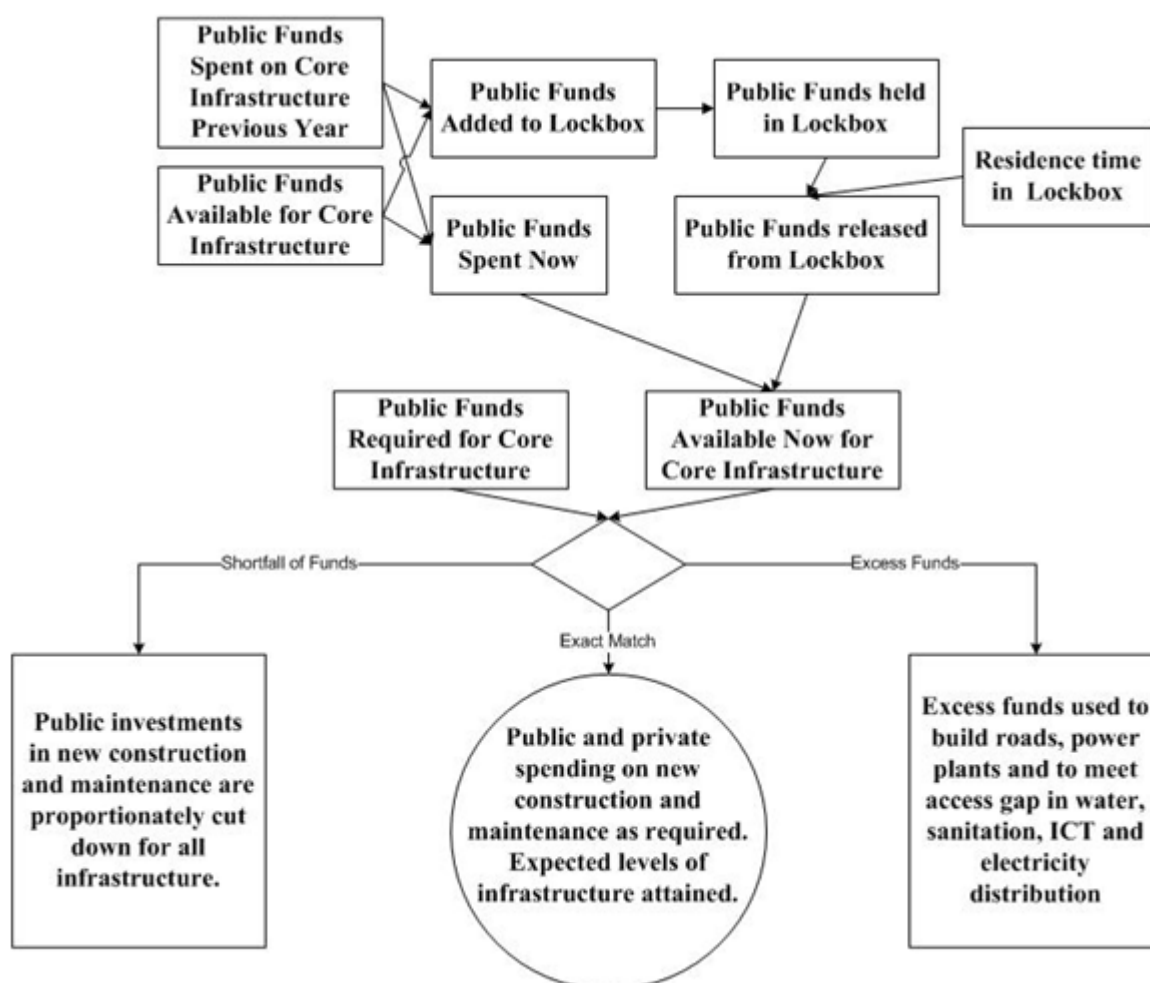 Public Funds
Spent on Core
Infrastructure
Previous Year
Public Funds
Added to Lockbox
Public Funds held
in Lockbox
Residence time
in Lockbox
Public Funds
Available for Core
Infrastructure
Public Funds
Spent Now
Public Funds released
from Lockbox
Public Funds
Required for Core
Infrastructure
Public Funds
Available Now for
Core Infrastructure
Shortfall of Funds
Excess Funds
Exact Match
Public investments
in new construction
and maintenance are
proportionately cut
down for all
infrastructure.
Public and private
spending on new
construction and
maintenance as required.
Expected levels of
infrastructure attained.
Excess funds used to
build roads, power
plants and to meet
access gap in water,
sanitation, ICT and
electricity
distribution